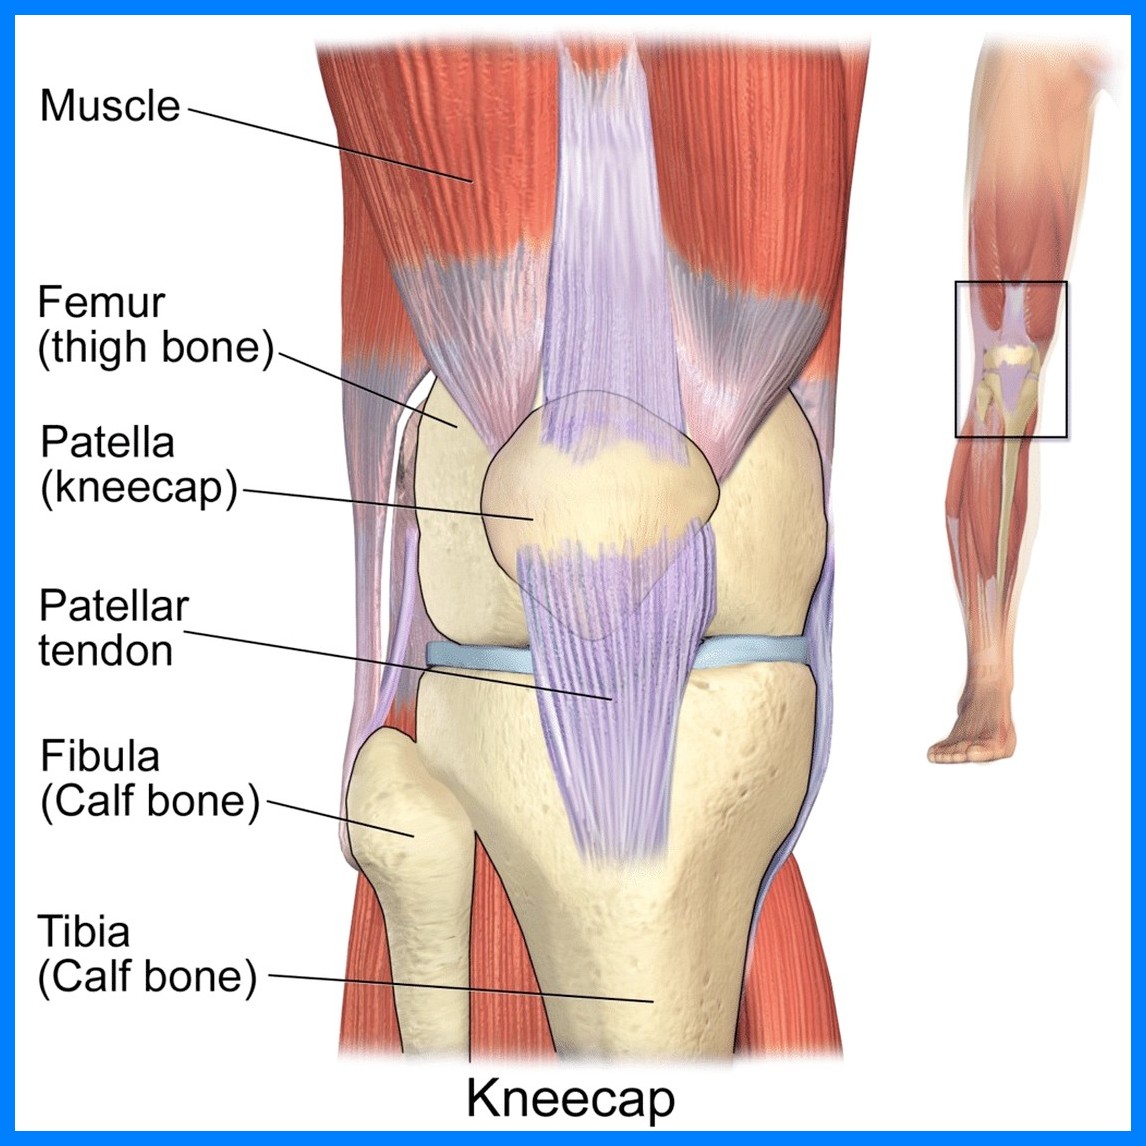 Muscle
Femur
(thigh bone)
Patella
(kneecap)
Patellar
tendon
Fibula
(Calf bone)
Tibia
(Calf bone)
Kneecap